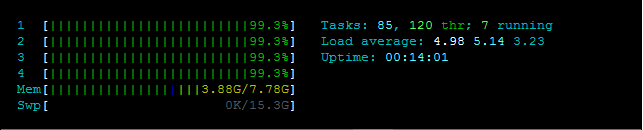 1 [||||||||||||||||||||||||||99.3%] Tasks: 85, 120 thr; 7 running
2 [||||||||||||||||||||||||||99.3%] Load average: 4.98 5.14 3.23
3 [||||||||||||||||||||||||||99.3%] Uptime: 00:14:01
4 [||||||||||||||||||||||||||99.3%]
Mem[||||||||||||||||||||3.88G/7.78G]
Swp[ 0K/15.3G]